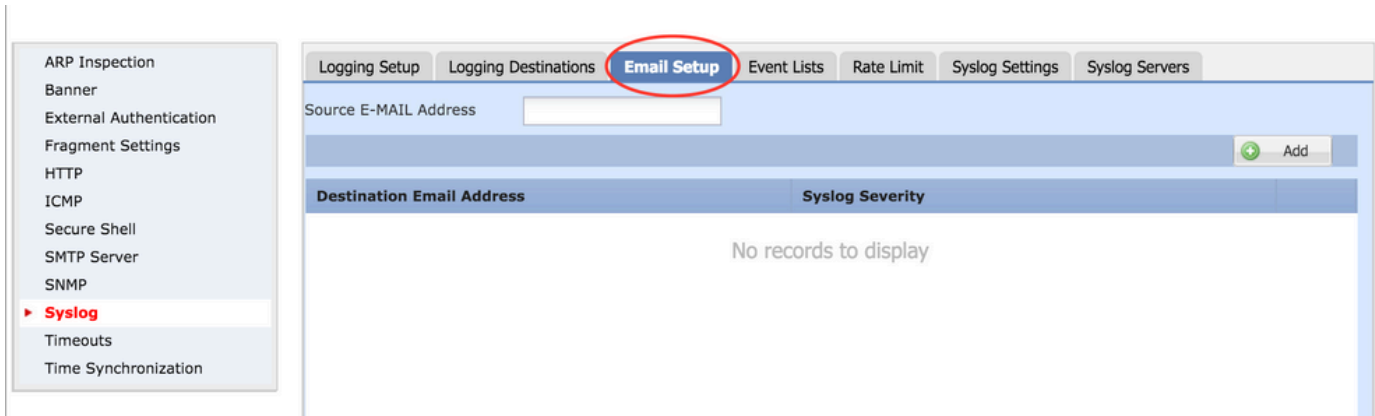 ARP Inspection
Banner
External Authentication
Fragment Settings
HTTP
ICMP
Secure Shell
SMTP Server
SNMP
Syslog
Timeouts
Time Synchronization
Logging Setup Logging Destinations Email Setup Event Lists Rate Limit Syslog Settings Syslog Servers
Source E-MAIL Address
Add
Destination Email Address Syslog Severity
No records to display